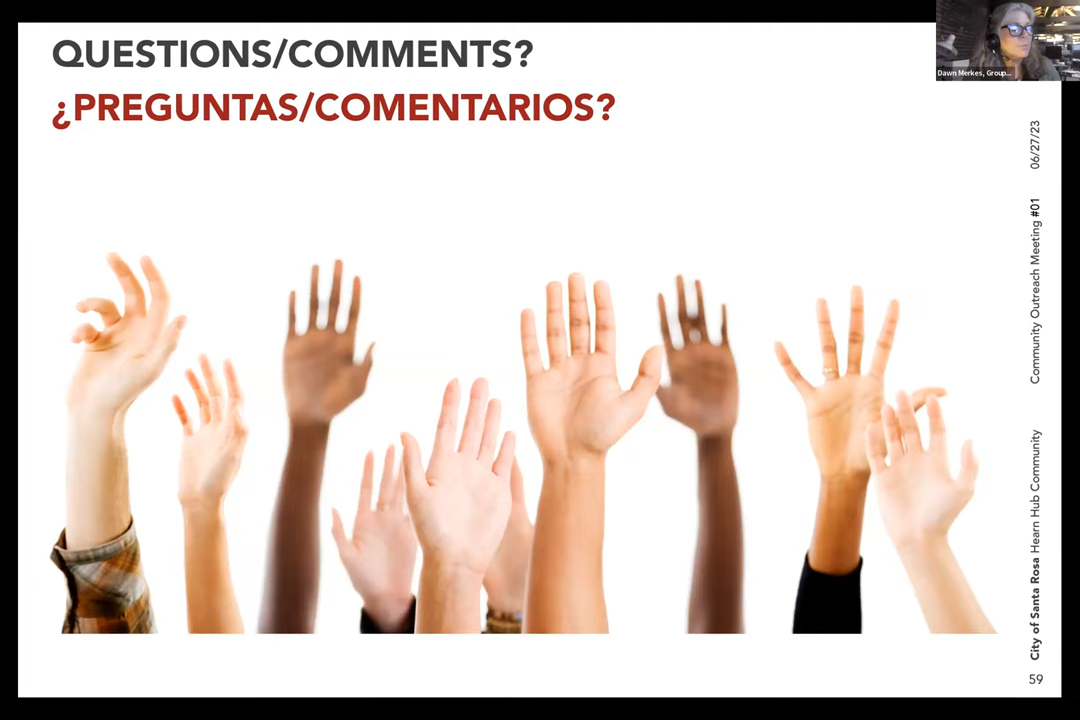 QUESTIONS/COMMENTS?
¿PREGUNTAS/COMENTARIOS?
Dawn Merkes, Group...
City of Santa Rosa Hearn Hub Community Community Outreach Meeting #01 06/27/23
59